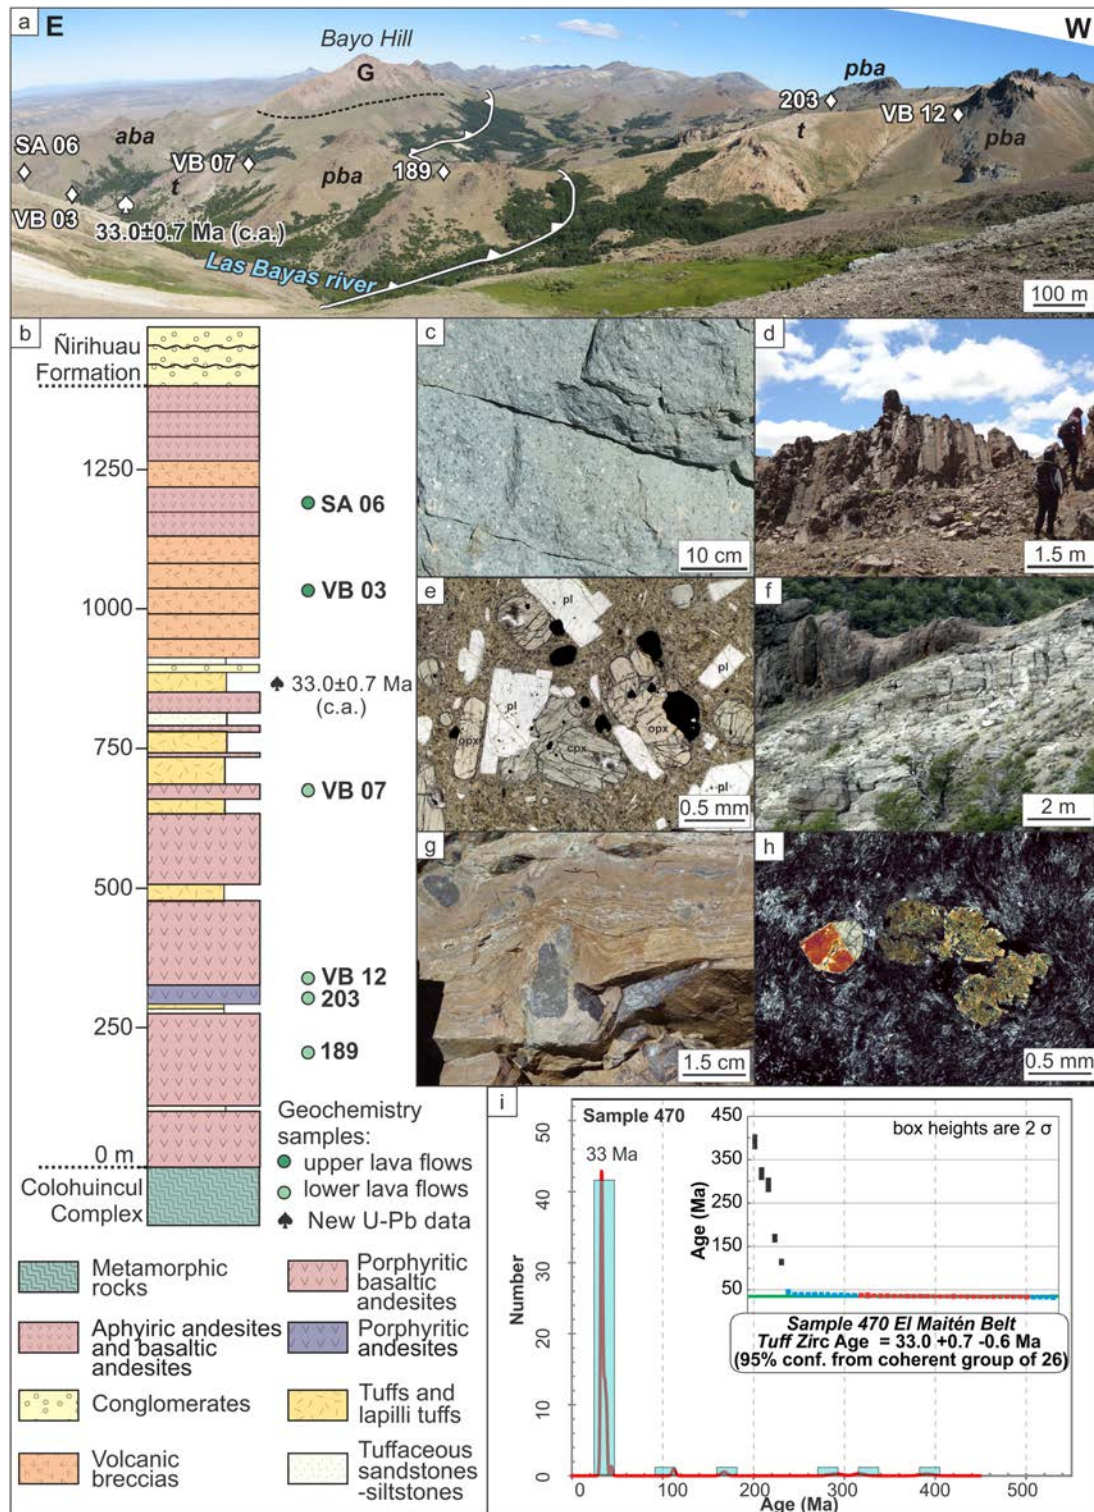 a
E
W
Bayo Hill
G
pba
203
t
VB 12
pba
aba
SA 06
VB 07
t
pba
189
VB 03
33.0±0.7 Ma (c.a.)
Las Bayas river
100 m
b
Ñirihuau
Formation
1250
SA 06
1000
VB 03
33.0±0.7 Ma
(c.a.)
750
VB 07
500
VB 12
203
250
189
0 m
Colohuincul
Complex
Geochemistry
samples:
upper lava flows
lower lava flows
New U-Pb data
Metamorphic
rocks
Porphyritic
basaltic
andesites
Aphyiric andesites
and basaltic
andesites
Porphyritic
andesites
Conglomerates
Tuffs and
lapilli tuffs
Volcanic
breccias
Tuffaceous
sandstones
-siltstones
c
10 cm
d
1.5 m
e
pl
pl
pl
opx
cpx
opx
pl
0.5 mm
f
2 m
g
1.5 cm
h
0.5 mm
i
Sample 470
33 Ma
Number
50
40
30
20
10
0
0 100 200 300 400 500
Age (Ma)
box heights are 2 σ
Age (Ma)
450
350
250
150
50
Sample 470 El Maitén Belt
Tuff Zirc Age = 33.0 +0.7 -0.6 Ma
(95% conf. from coherent group of 26)